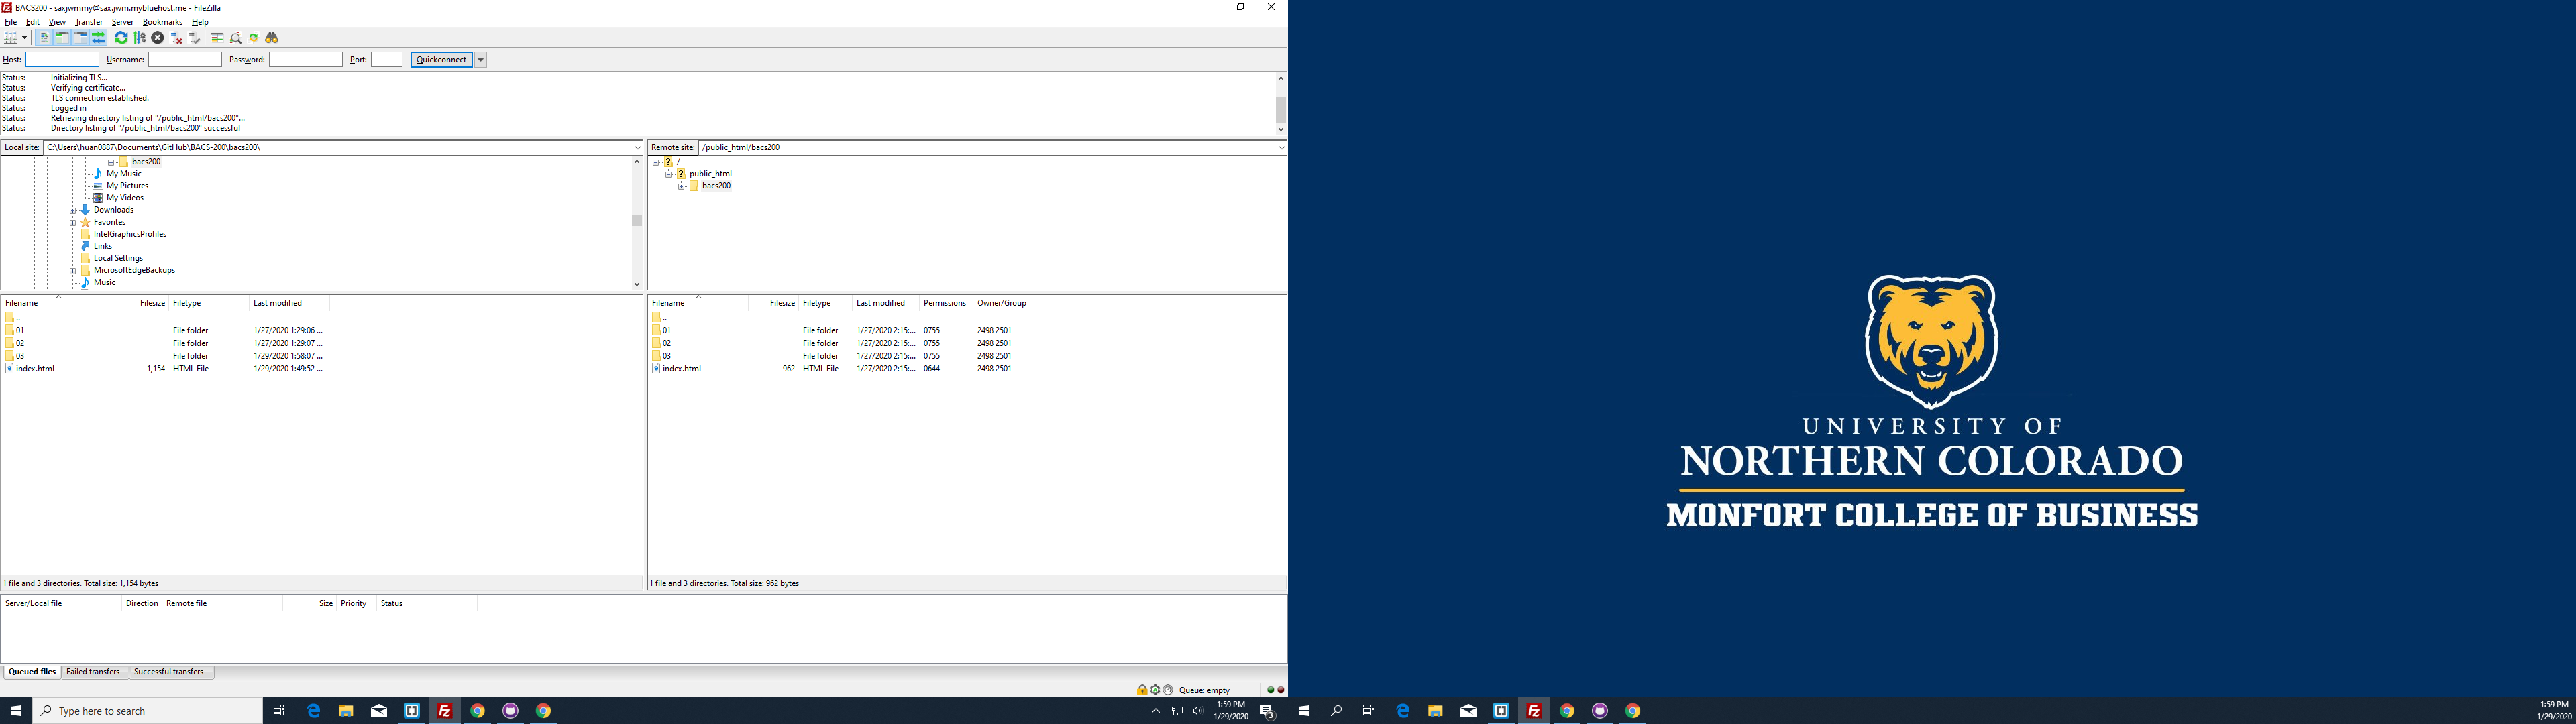 BACS200 - saxjwmmy@sax.jwm.mybluehost.me - FileZilla
File Edit View Transfer Server Bookmarks Help
Host: Username: Password: Port: Quickconnect
Status: Initializing TLS...
Status: Verifying certificate...
Status: TLS connection established.
Status: Logged in
Status: Retrieving directory listing of "/public_html/bacs200"...
Status: Directory listing of "/public_html/bacs200" successful
Local site: C:\Users\huan0887\Documents\GitHub\BACS-200\bacs200\
bacs200
My Music
My Pictures
My Videos
Downloads
Favorites
IntelGraphicsProfiles
Links
Local Settings
MicrosoftEdgeBackups
Music
Remote site: /public_html/bacs200
/
public_html
bacs200
Filename Filesize Filetype Last modified
..
01 File folder 1/27/2020 1:29:06 ...
02 File folder 1/27/2020 1:29:07 ...
03 File folder 1/29/2020 1:58:07 ...
index.html 1,154 HTML File 1/29/2020 1:49:52 ...
1 file and 3 directories. Total size: 1,154 bytes
Filename Filesize Filetype Last modified Permissions Owner/Group
..
01 File folder 1/27/2020 2:15:... 0755 2498 2501
02 File folder 1/27/2020 2:15:... 0755 2498 2501
03 File folder 1/27/2020 2:15:... 0755 2498 2501
index.html 962 HTML File 1/27/2020 2:15:... 0644 2498 2501
1 file and 3 directories. Total size: 962 bytes
Server/Local file Direction Remote file Size Priority Status
Queued files Failed transfers Successful transfers
Queue: empty
Type here to search
1:59 PM
1/29/2020
3
UNIVERSITY OF
NORTHERN COLORADO
MONFORT COLLEGE OF BUSINESS
1:59 PM
1/29/2020